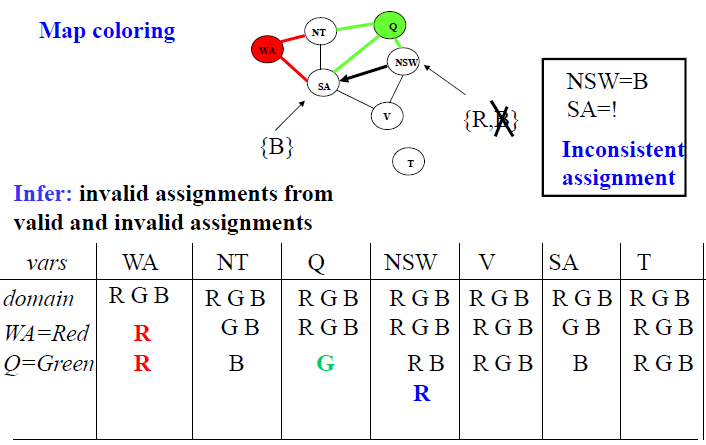 Map coloring
NT
Q
WA
NSW
SA
V
T
{B}
{R,B}
NSW=B
SA=!
Inconsistent
assignment
Infer: invalid assignments from
valid and invalid assignments
vars WA NT Q NSW V SA T
domain R G B R G B R G B R G B R G B R G B R G B
WA=Red R G B R G B R G B R G B G B R G B
Q=Green R B G R B R G B B R G B
R